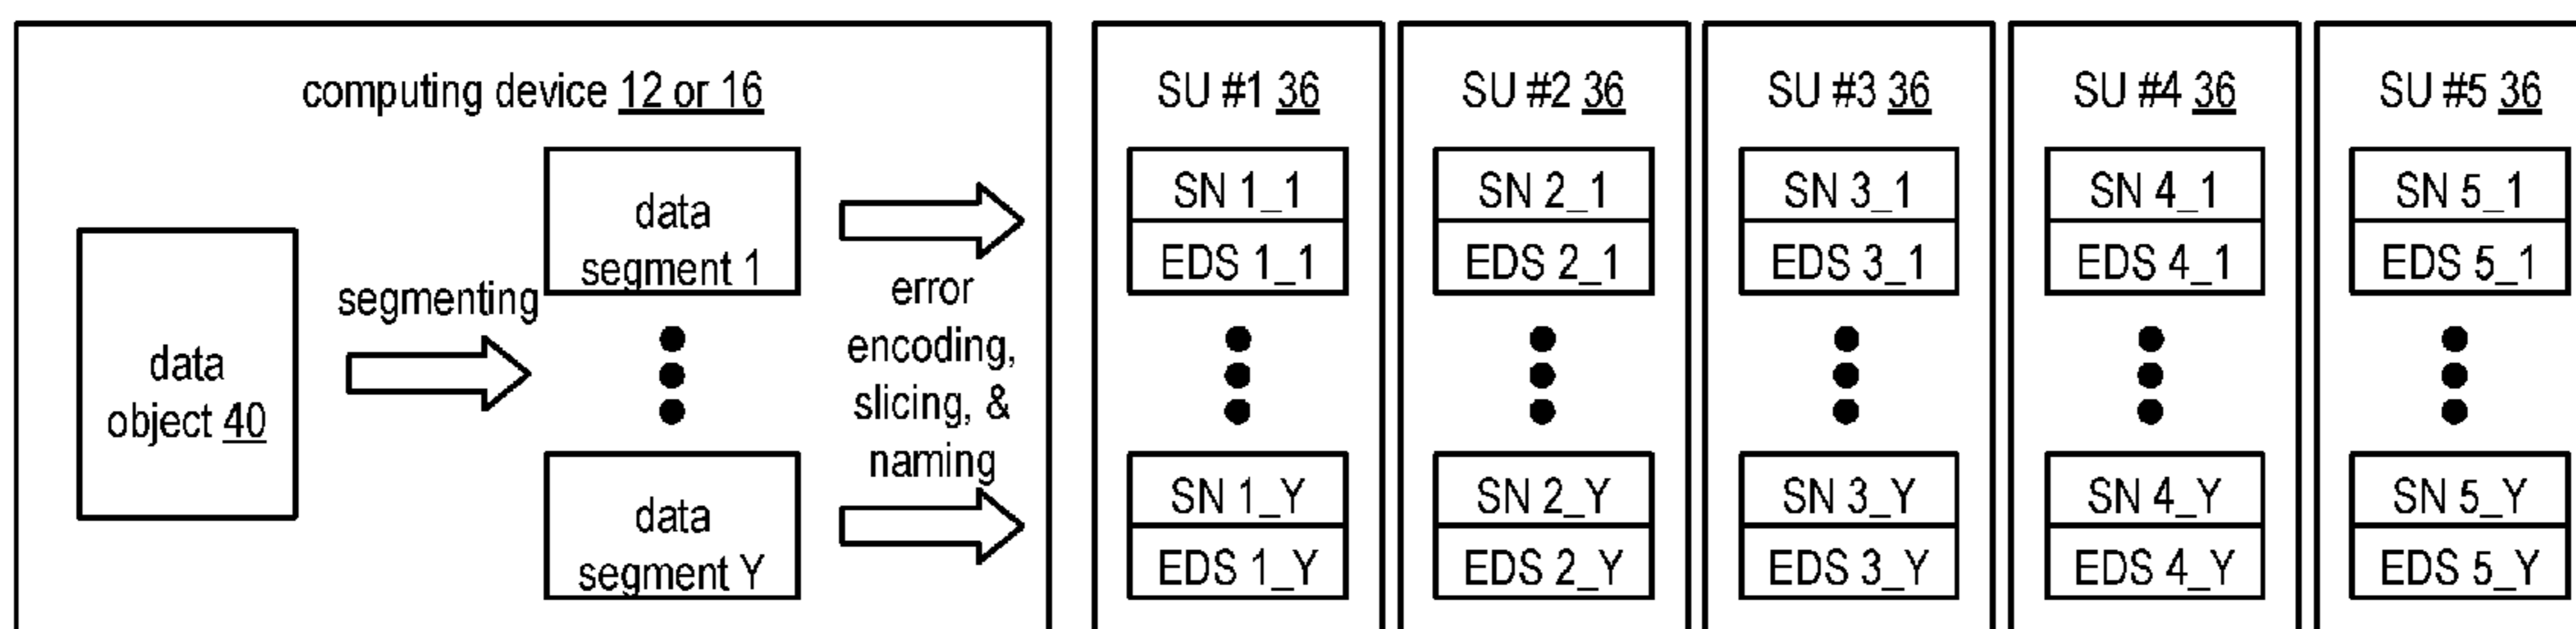 computing device 12 or 16
data
object 40
segmenting
data
segment 1
data
segment Y
error
encoding,
slicing, &
naming
SU #1 36
SN 1_1
EDS 1_1
SN 1_Y
EDS 1_Y
SU #2 36
SN 2_1
EDS 2_1
SN 2_Y
EDS 2_Y
SU #3 36
SN 3_1
EDS 3_1
SN 3_Y
EDS 3_Y
SU #4 36
SN 4_1
EDS 4_1
SN 4_Y
EDS 4_Y
SU #5 36
SN 5_1
EDS 5_1
SN 5_Y
EDS 5_Y